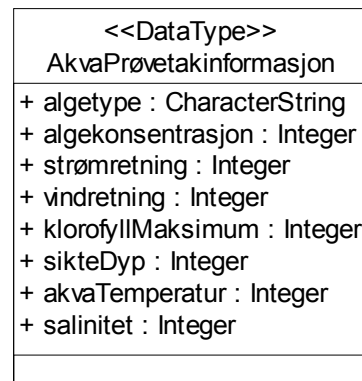 <<DataType>>
AkvaPrøvetakinformasjon
+ algetype : CharacterString
+ algekonsentrasjon : Integer
+ strømretning : Integer
+ vindretning : Integer
+ klorofyllMaksimum : Integer
+ sikteDyp : Integer
+ akvaTemperatur : Integer
+ salinitet : Integer